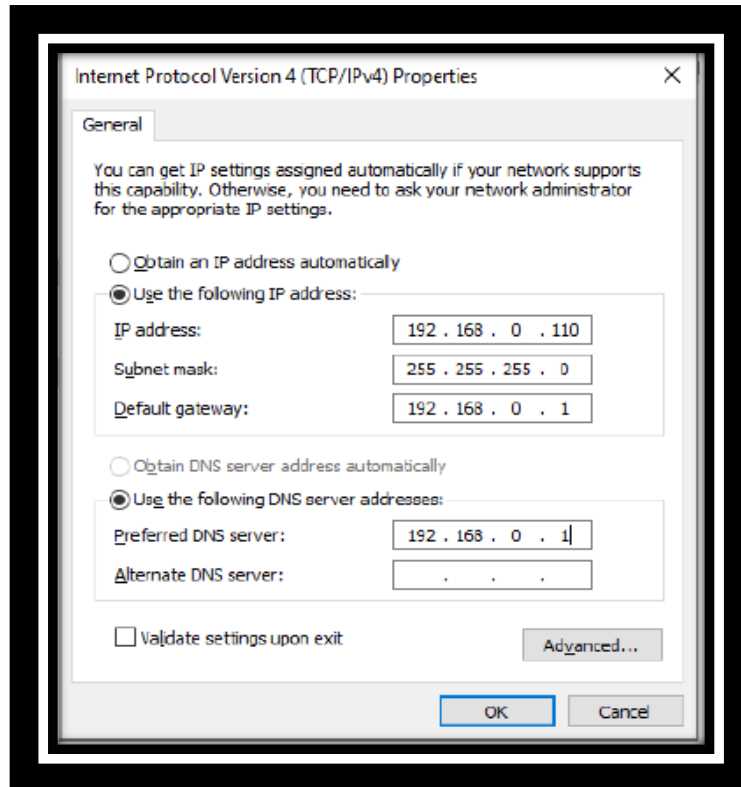 Internet Protocol Version 4 (TCP/IPv4) Properties
General
You can get IP settings assigned automatically if your network supports
this capability. Otherwise, you need to ask your network administrator
for the appropriate IP settings.
Obtain an IP address automatically
Use the following IP address:
IP address: 192 . 168 . 0 . 110
Subnet mask: 255 . 255 . 255 . 0
Default gateway: 192 . 168 . 0 . 1
Obtain DNS server address automatically
Use the following DNS server addresses:
Preferred DNS server: 192 . 168 . 0 . 1
Alternate DNS server: . . .
Validate settings upon exit
Advanced...
OK Cancel